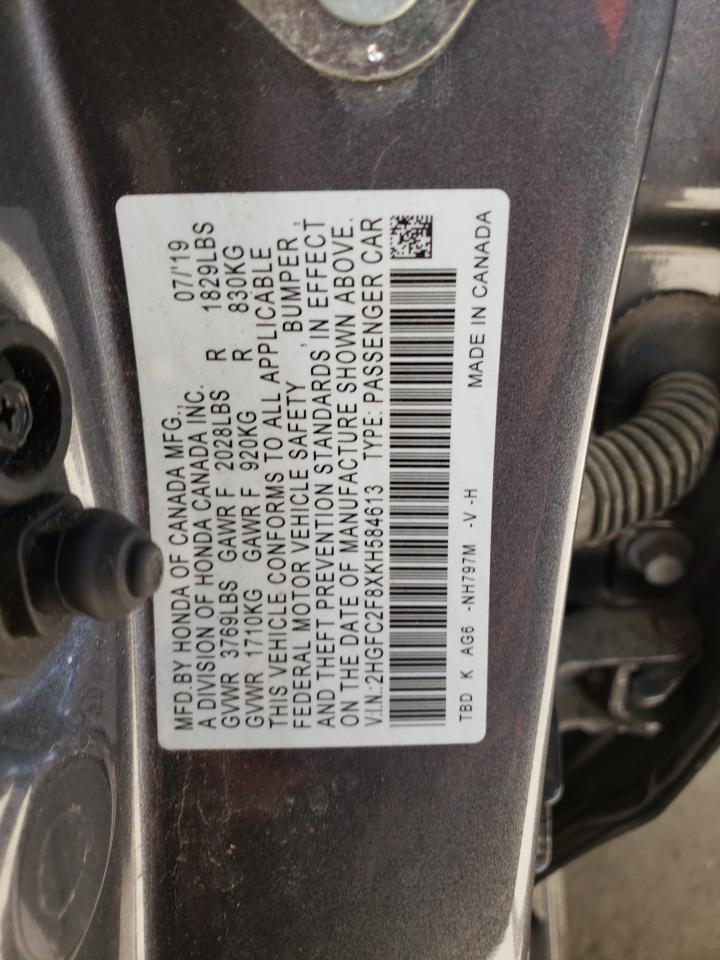 MFD.BY HONDA OF CANADA MFG., 07/'19
A DIVISION OF HONDA CANADA INC.
GVWR 3769LBS GAWR F 2028LBS R 1829LBS
GVWR 1710KG GAWR F 920KG R 830KG
THIS VEHICLE CONFORMS TO ALL APPLICABLE
FEDERAL MOTOR VEHICLE SAFETY , BUMPER ,
AND THEFT PREVENTION STANDARDS IN EFFECT
ON THE DATE OF MANUFACTURE SHOWN ABOVE.
V.I.N.:2HGFC2F8XKH584613 TYPE: PASSENGER CAR
TBD K AG6 -NH797M -V -H
MADE IN CANADA